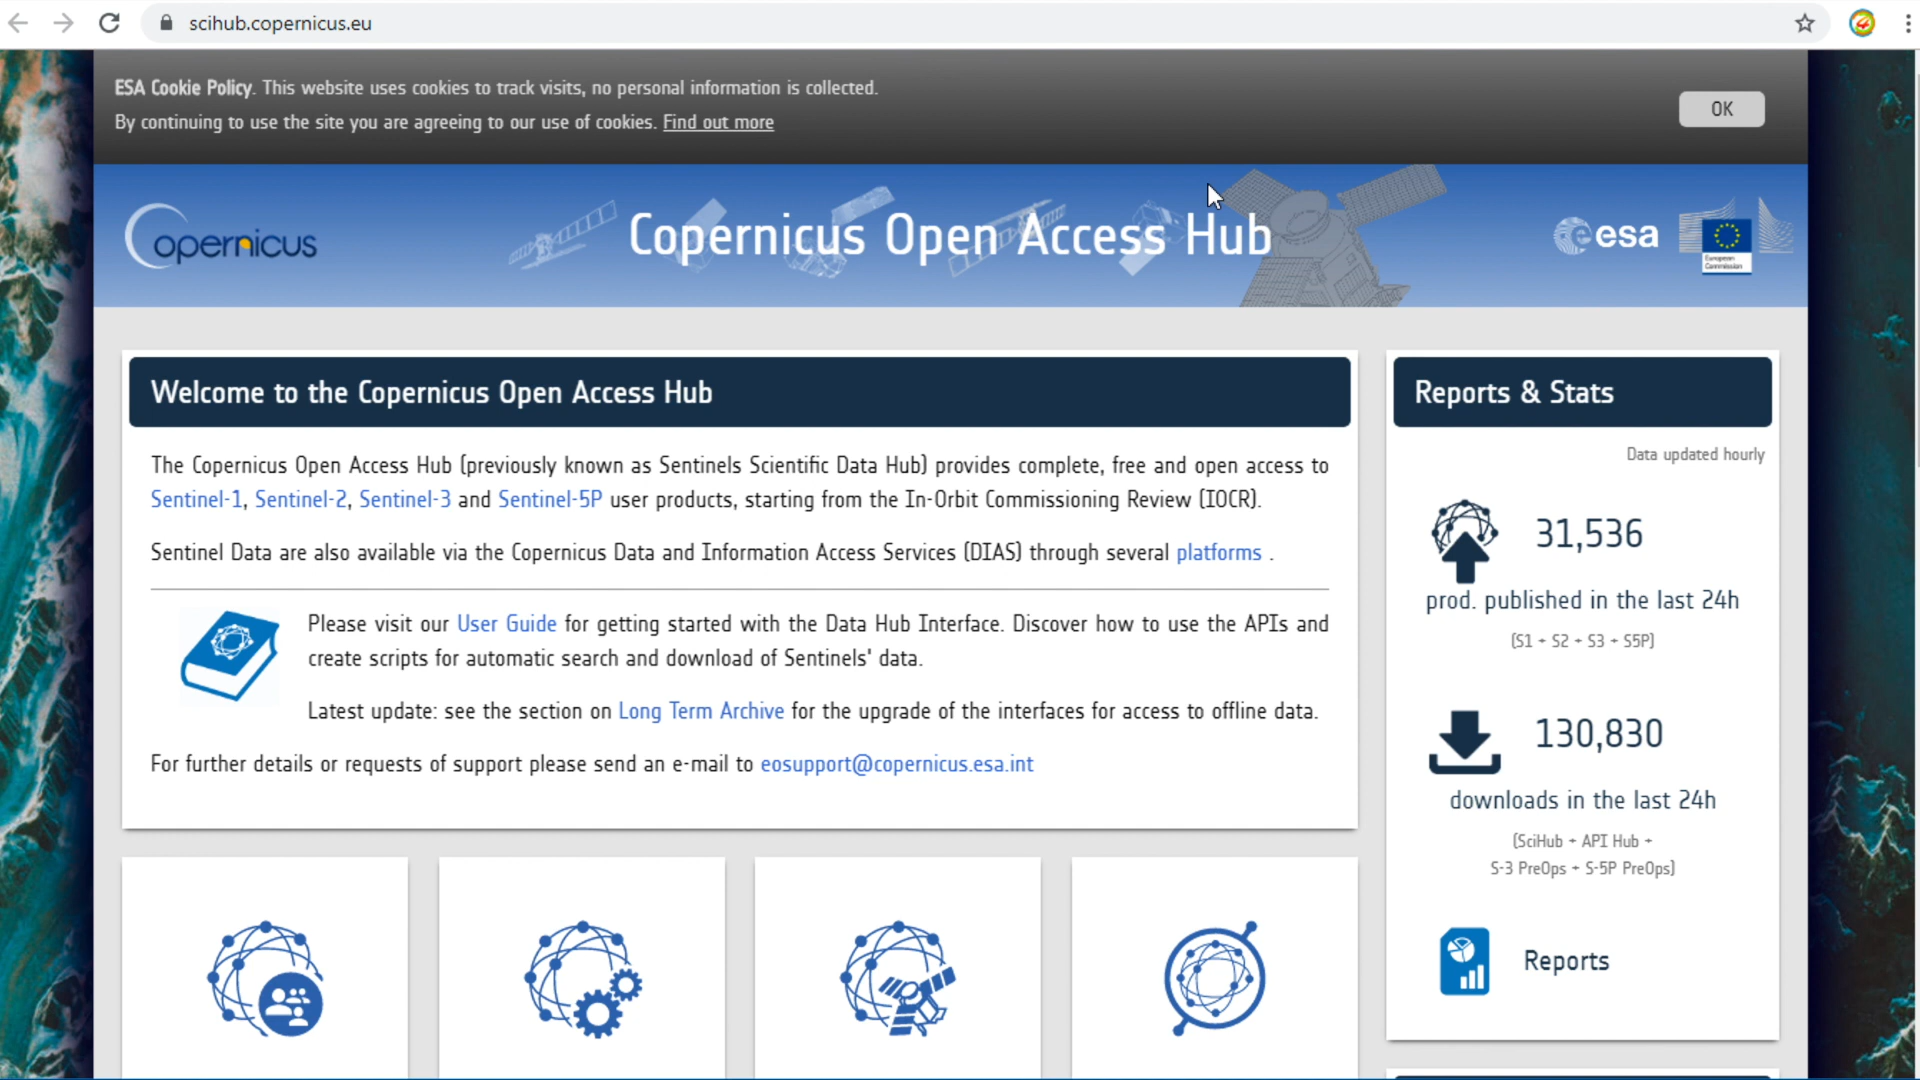 scihub.copernicus.eu
ESA Cookie Policy. This website uses cookies to track visits, no personal information is collected.
By continuing to use the site you are agreeing to our use of cookies. Find out more
OK
opernicus
Copernicus Open Access Hub
esa
European
Commission
Welcome to the Copernicus Open Access Hub
The Copernicus Open Access Hub (previously known as Sentinels Scientific Data Hub) provides complete, free and open access to
Sentinel-1, Sentinel-2, Sentinel-3 and Sentinel-5P user products, starting from the In-Orbit Commissioning Review (IOCR).
Sentinel Data are also available via the Copernicus Data and Information Access Services (DIAS) through several platforms .
Please visit our User Guide for getting started with the Data Hub Interface. Discover how to use the APIs and
create scripts for automatic search and download of Sentinels' data.
Latest update: see the section on Long Term Archive for the upgrade of the interfaces for access to offline data.
For further details or requests of support please send an e-mail to eosupport@copernicus.esa.int
Reports & Stats
Data updated hourly
31,536
prod. published in the last 24h
(S1 + S2 + S3 + S5P)
130,830
downloads in the last 24h
(SciHub + API Hub +
S-3 PreOps + S-5P PreOps)
Reports